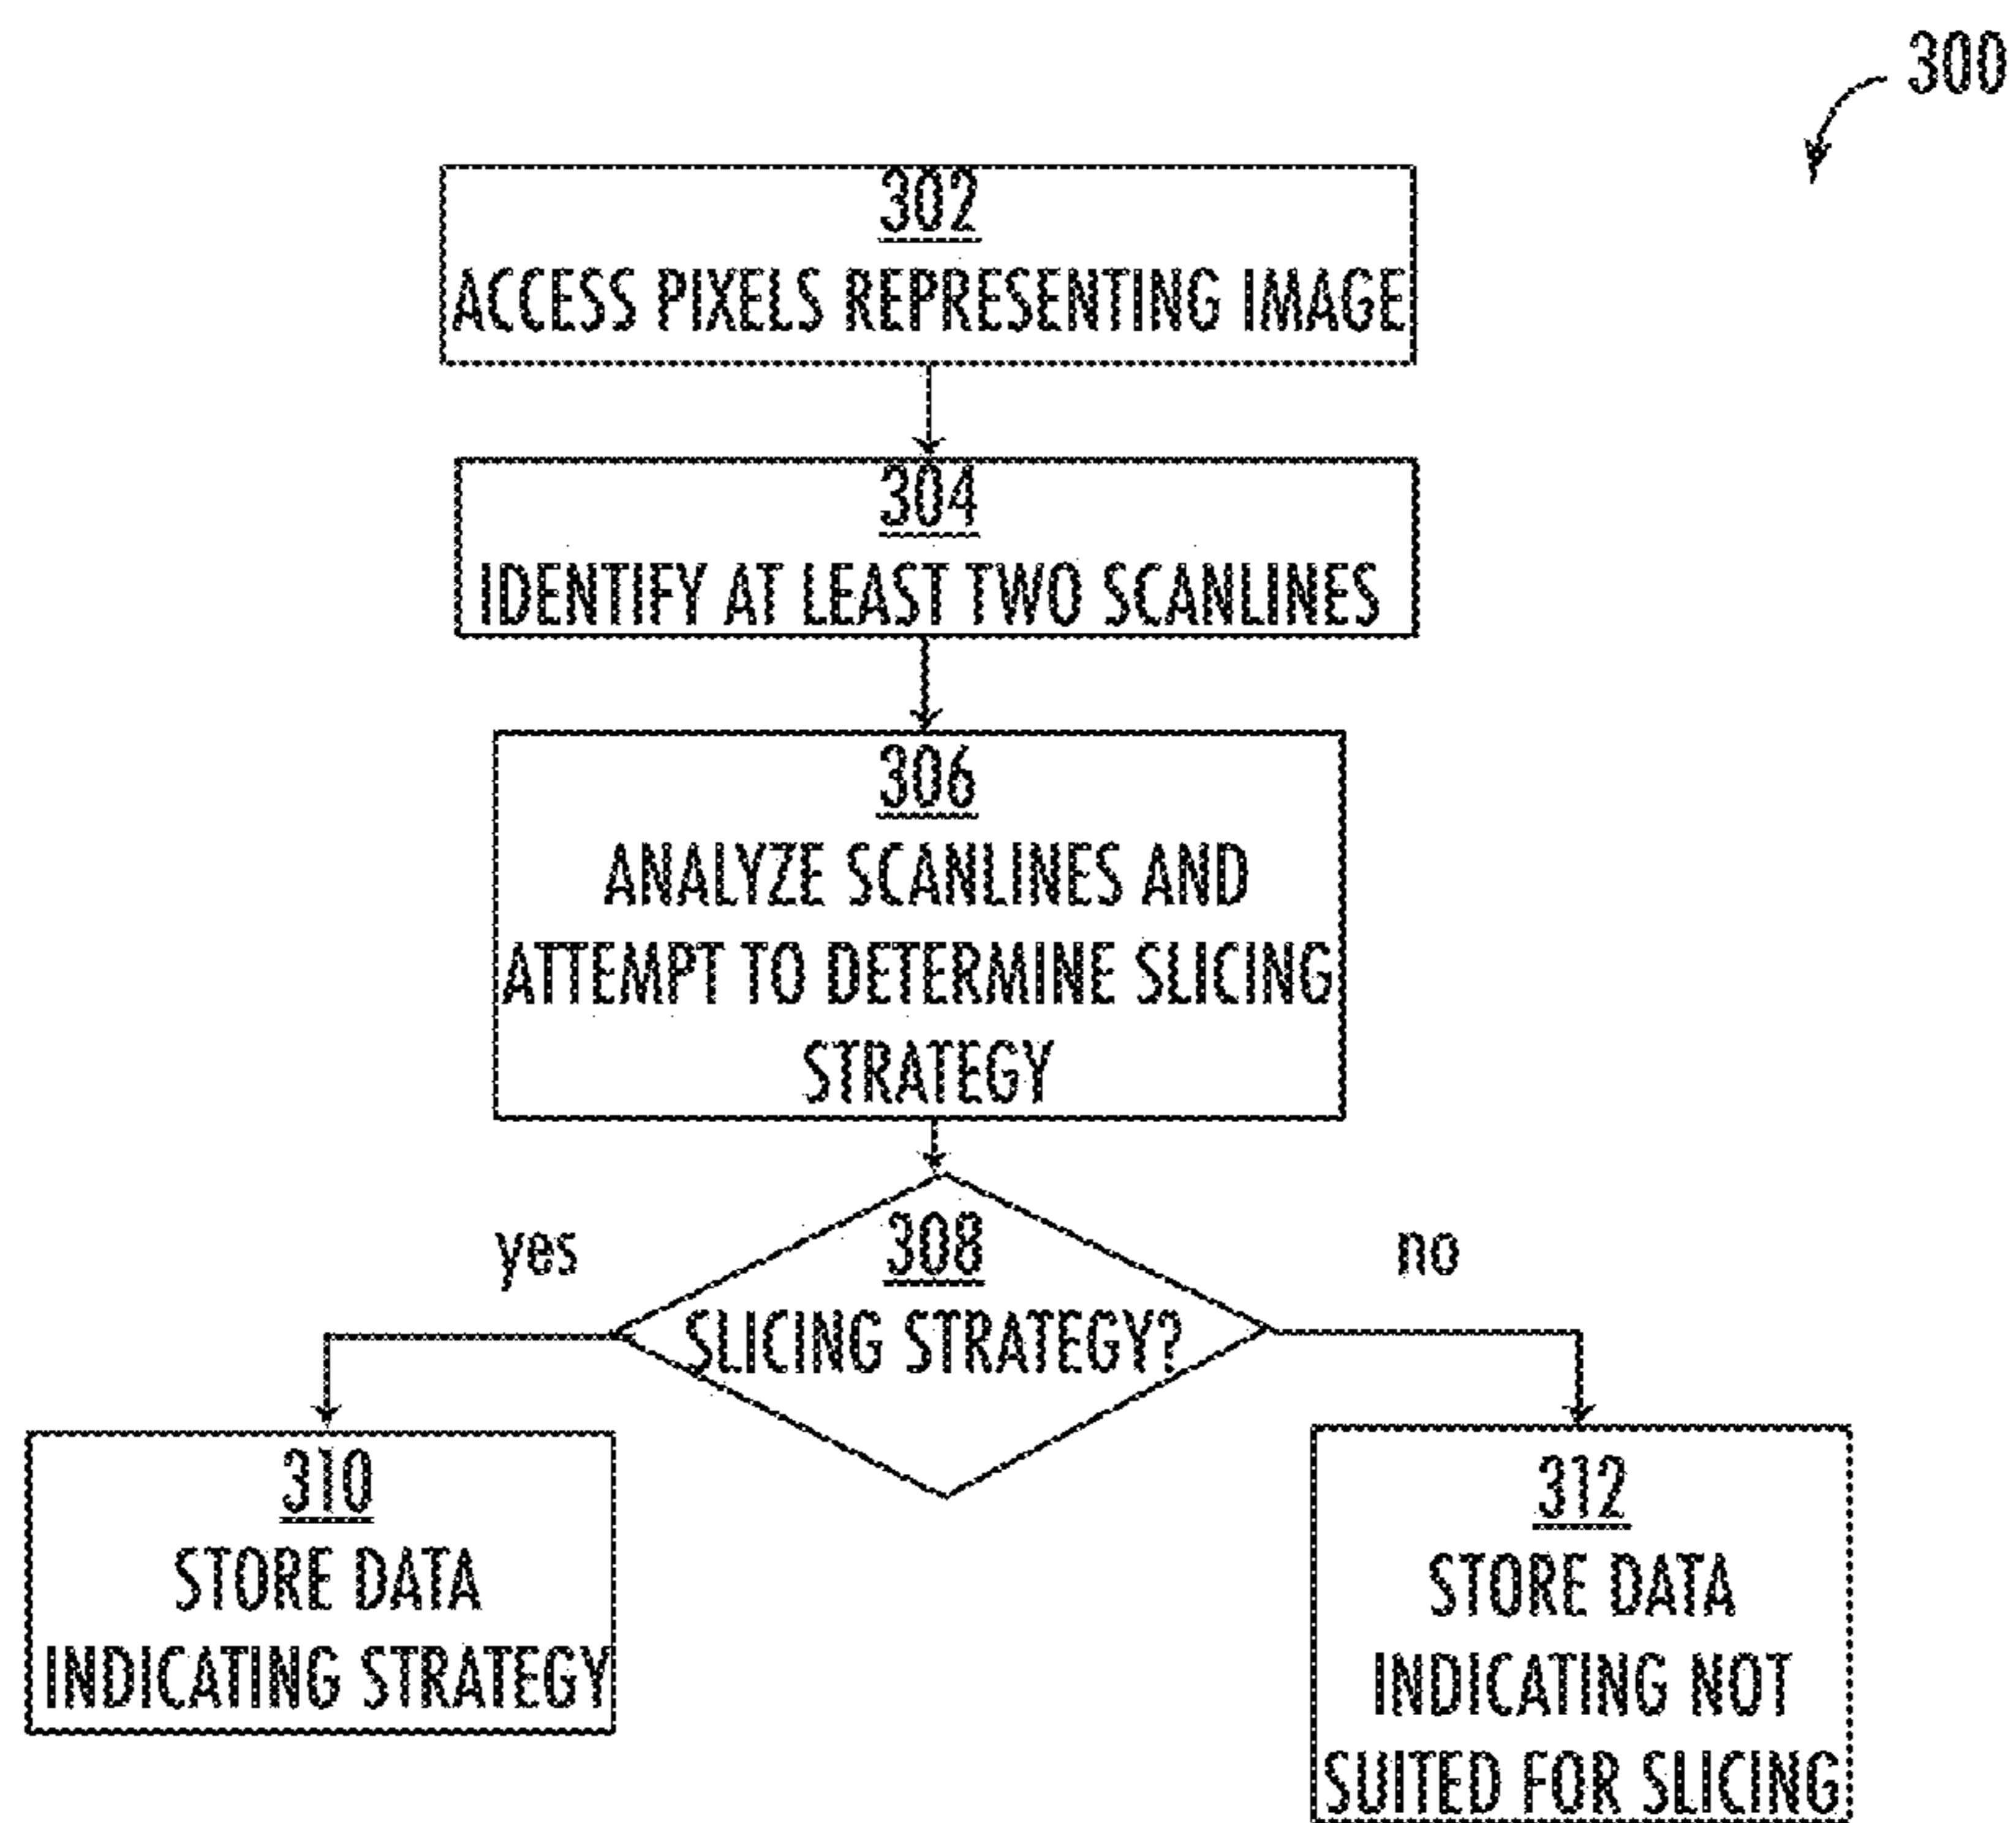 300
302
ACCESS PIXELS REPRESENTING IMAGE
304
IDENTIFY AT LEAST TWO SCANLINES
306
ANALYZE SCANLINES AND
ATTEMPT TO DETERMINE SLICING
STRATEGY
yes
308
no
SLICING STRATEGY?
310
STORE DATA
INDICATING STRATEGY
312
STORE DATA
INDICATING NOT
SUITED FOR SLICING